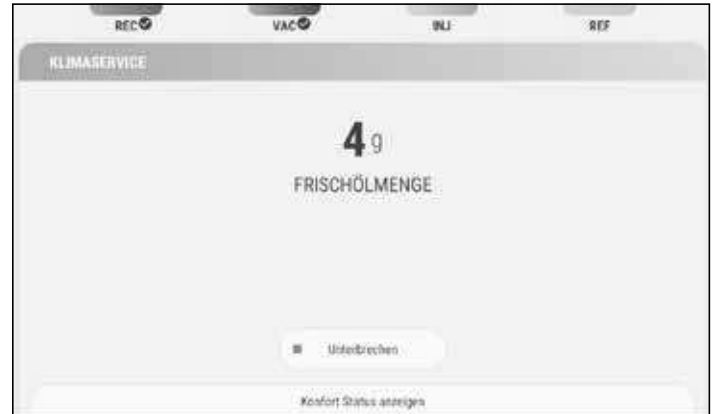 REC VAC INJ REF
KLIMASERVICE
4 g
FRISCHÖLMENGE
Unterbrechen
Komfort Status anzeigen